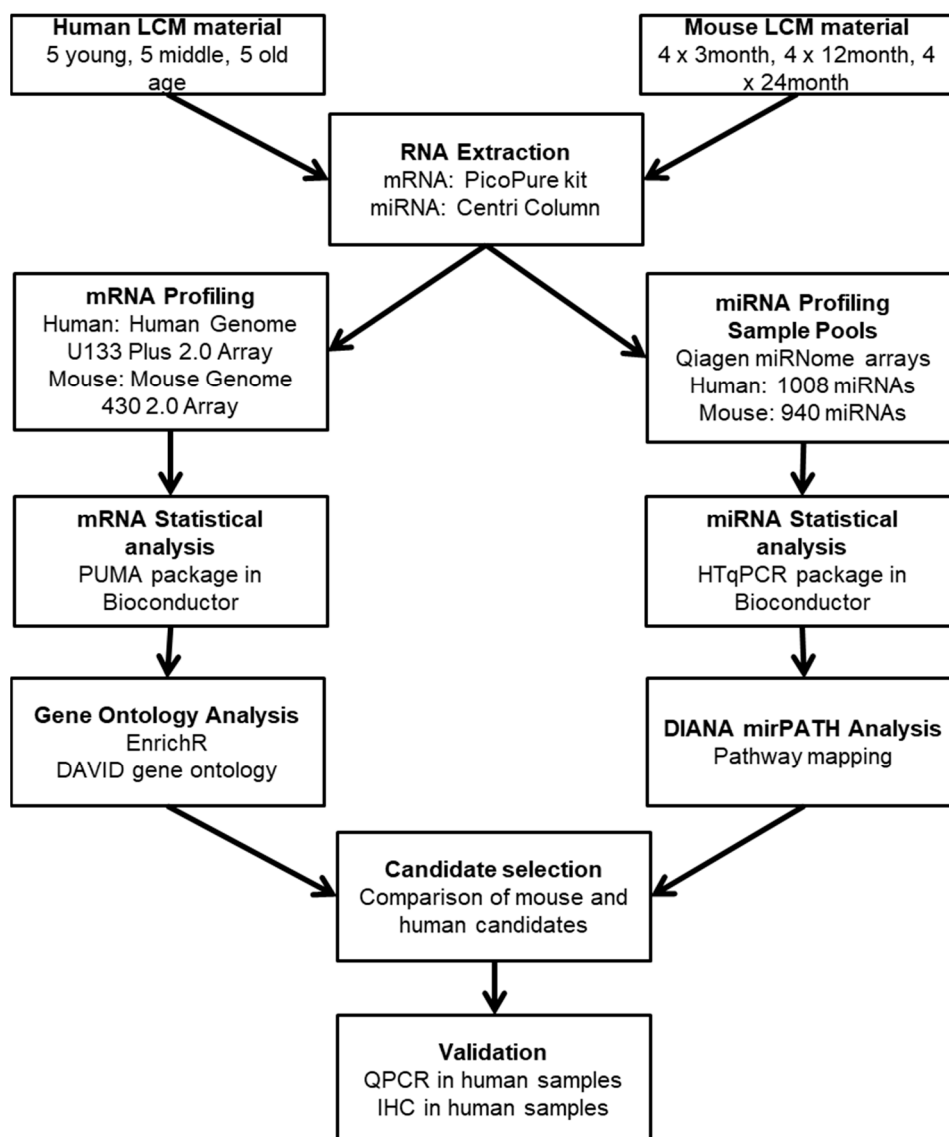 Human LCM material
5 young, 5 middle, 5 old
age
Mouse LCM material
4 x 3month, 4 x 12month, 4
x 24month
RNA Extraction
mRNA: PicoPure kit
miRNA: Centri Column
mRNA Profiling
Human: Human Genome
U133 Plus 2.0 Array
Mouse: Mouse Genome
430 2.0 Array
miRNA Profiling
Sample Pools
Qiagen miRNome arrays
Human: 1008 miRNAs
Mouse: 940 miRNAs
mRNA Statistical
analysis
PUMA package in
Bioconductor
miRNA Statistical
analysis
HTqPCR package in
Bioconductor
Gene Ontology Analysis
EnrichR
DAVID gene ontology
DIANA mirPATH Analysis
Pathway mapping
Candidate selection
Comparison of mouse and
human candidates
Validation
QPCR in human samples
IHC in human samples